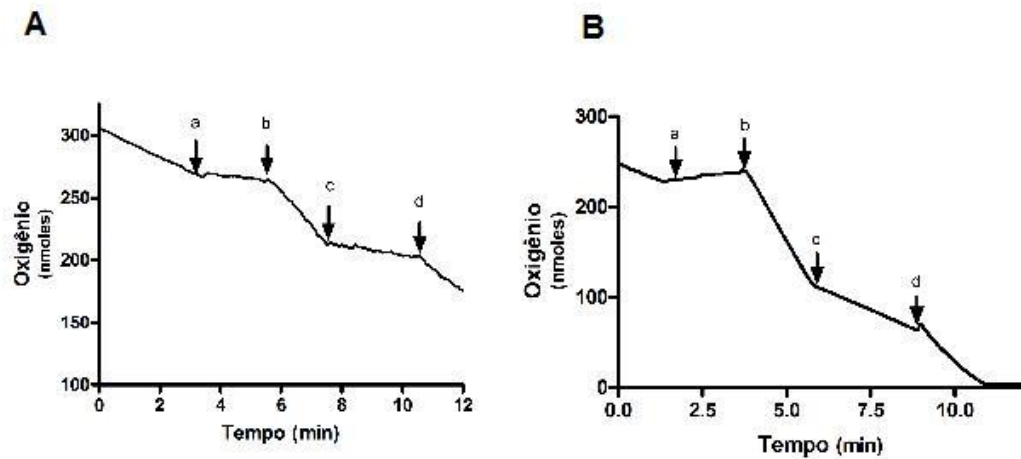 A
B
Oxigênio
(nmoles)
300
250
200
150
100
a
b
c
d
0
2
4
6
8
10
12
Tempo (min)
Oxigênio
(nmoles)
300
200
100
0
a
b
c
d
0.0
2.5
5.0
7.5
10.0
Tempo (min)